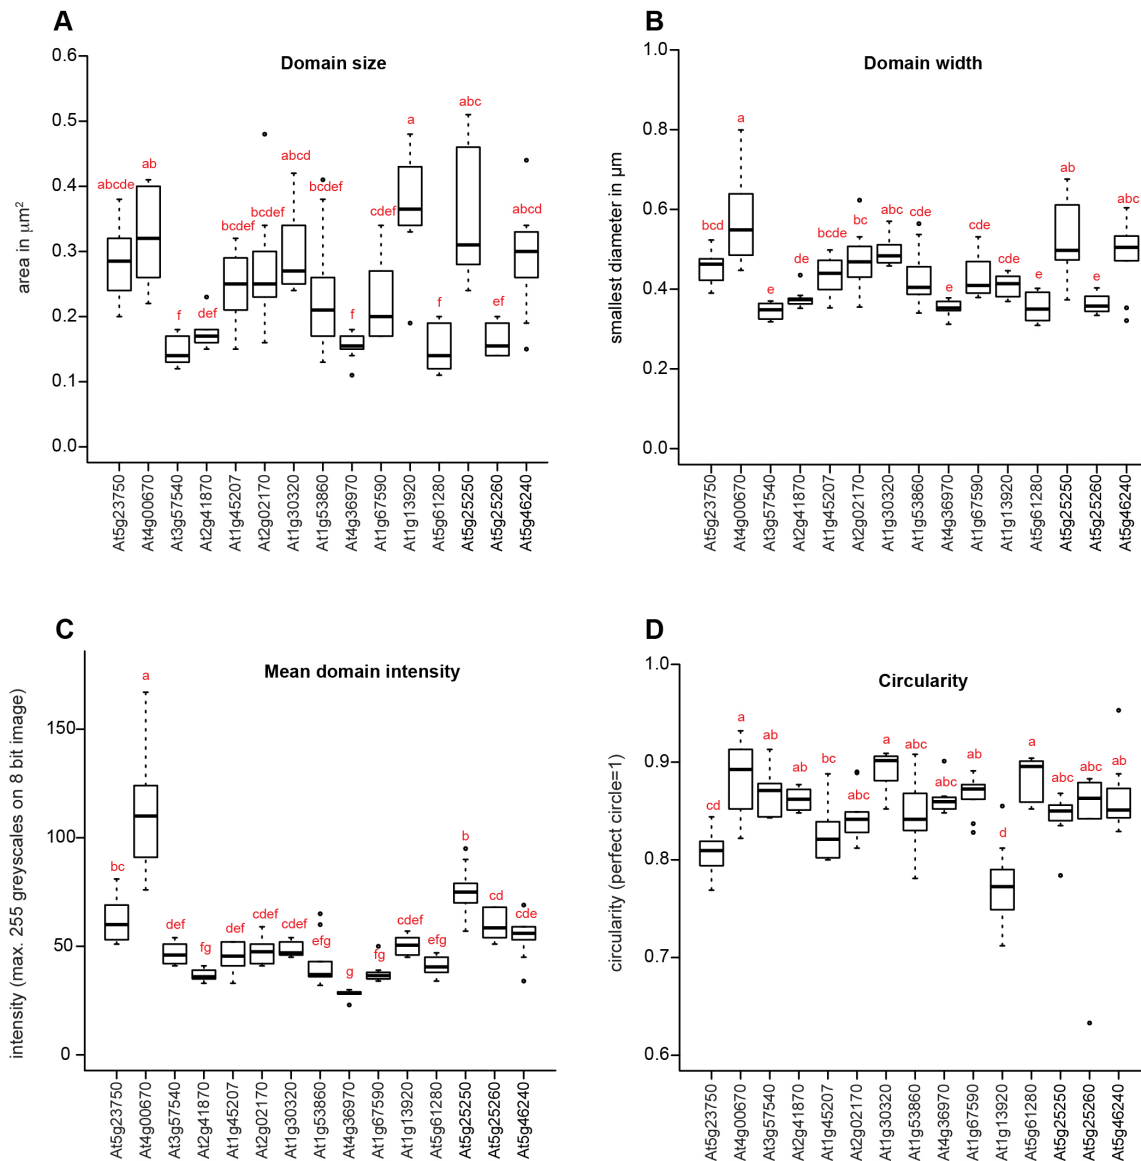 A
Domain size
area in μm²
0.6
0.5
0.4
0.3
0.2
0.1
0.0
abcde
ab
f
def
bcdef
bcdef
abcd
bcdef
f
cdef
a
f
abc
ef
abcd
At5g23750
At4g00670
At3g57540
At2g41870
At1g45207
At2g02170
At1g30320
At1g53860
At4g36970
At1g67590
At1g13920
At5g61280
At5g25250
At5g25260
At5g46240
B
Domain width
smallest diameter in μm
1.0
0.8
0.6
0.4
0.2
0.0
bcd
a
e
de
bcde
bc
abc
cde
e
cde
cde
e
ab
e
abc
At5g23750
At4g00670
At3g57540
At2g41870
At1g45207
At2g02170
At1g30320
At1g53860
At4g36970
At1g67590
At1g13920
At5g61280
At5g25250
At5g25260
At5g46240
C
Mean domain intensity
intensity (max. 255 greyscales on 8 bit image)
150
100
50
0
bc
a
def
fg
def
cdef
cdef
efg
g
fg
cdef
efg
b
cd
cde
At5g23750
At4g00670
At3g57540
At2g41870
At1g45207
At2g02170
At1g30320
At1g53860
At4g36970
At1g67590
At1g13920
At5g61280
At5g25250
At5g25260
At5g46240
D
Circularity
circularity (perfect circle=1)
1.0
0.9
0.8
0.7
0.6
cd
a
ab
ab
bc
abc
a
abc
abc
ab
d
a
abc
abc
ab
At5g23750
At4g00670
At3g57540
At2g41870
At1g45207
At2g02170
At1g30320
At1g53860
At4g36970
At1g67590
At1g13920
At5g61280
At5g25250
At5g25260
At5g46240